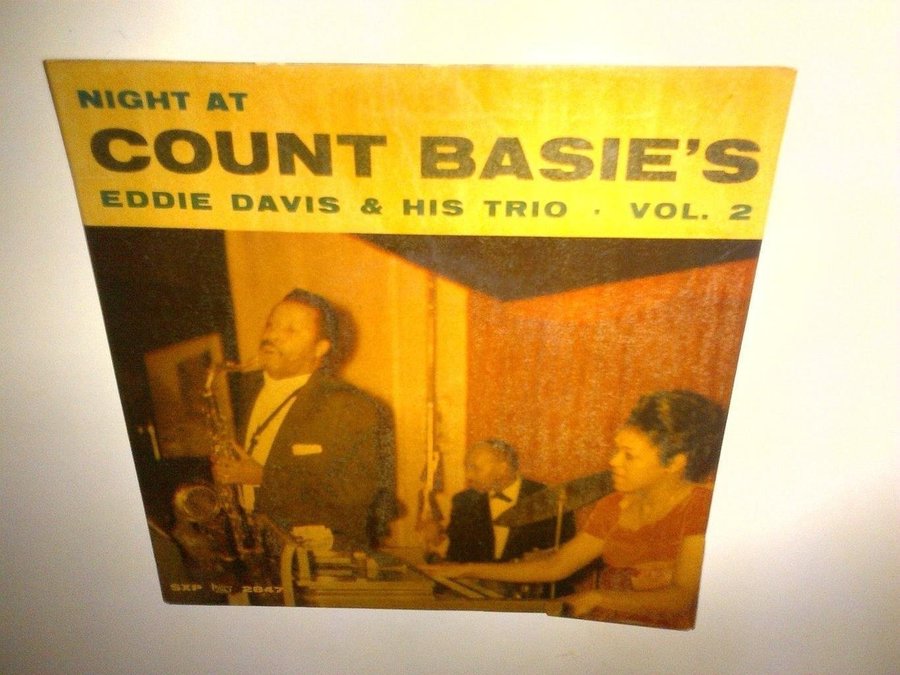 NIGHT AT
COUNT BASIE'S
EDDIE DAVIS & HIS TRIO · VOL. 2
SXP 2847